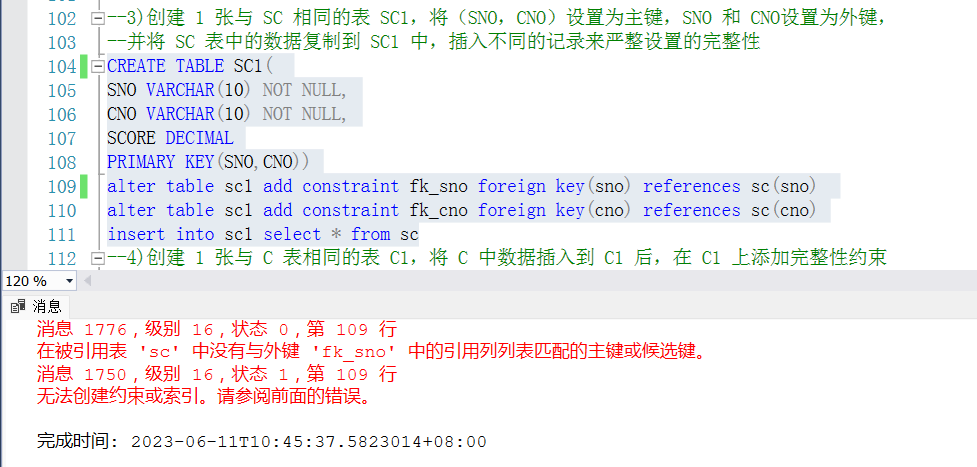 102 --3)创建 1 张与 SC 相同的表 SC1，将（SNO，CNO）设置为主键，SNO 和 CNO设置为外键，
103 --并将 SC 表中的数据复制到 SC1 中，插入不同的记录来严整设置的完整性
104 CREATE TABLE SC1(
105 SNO VARCHAR(10) NOT NULL,
106 CNO VARCHAR(10) NOT NULL,
107 SCORE DECIMAL
108 PRIMARY KEY(SNO,CNO))
109 alter table sc1 add constraint fk_sno foreign key(sno) references sc(sno)
110 alter table sc1 add constraint fk_cno foreign key(cno) references sc(cno)
111 insert into sc1 select * from sc
112 --4)创建 1 张与 C 表相同的表 C1，将 C 中数据插入到 C1 后，在 C1 上添加完整性约束
120 %
消息
消息 1776，级别 16，状态 0，第 109 行
在被引用表 'sc' 中没有与外键 'fk_sno' 中的引用列列表匹配的主键或候选键。
消息 1750，级别 16，状态 1，第 109 行
无法创建约束或索引。请参阅前面的错误。
完成时间: 2023-06-11T10:45:37.5823014+08:00